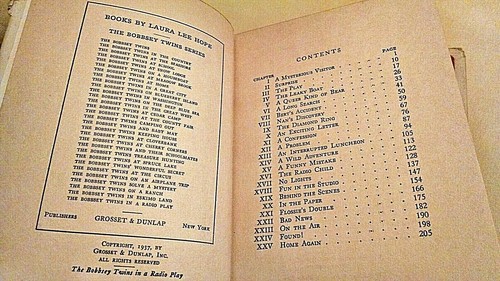 BOOKS BY LAURA LEE HOPE
THE BOBBSEY TWINS SERIES
THE BOBBSEY TWINS
THE BOBBSEY TWINS IN THE COUNTRY
THE BOBBSEY TWINS AT THE SEASHORE
THE BOBBSEY TWINS AT SCHOOL
THE BOBBSEY TWINS AT SNOW LODGE
THE BOBBSEY TWINS ON A HOUSEBOAT
THE BOBBSEY TWINS AT MEADOW BROOK
THE BOBBSEY TWINS AT HOME
THE BOBBSEY TWINS IN A GREAT CITY
THE BOBBSEY TWINS ON BLUEBERRY ISLAND
THE BOBBSEY TWINS ON THE DEEP BLUE SEA
THE BOBBSEY TWINS IN WASHINGTON
THE BOBBSEY TWINS IN THE GREAT WEST
THE BOBBSEY TWINS AT CEDAR CAMP
THE BOBBSEY TWINS AT THE COUNTY FAIR
THE BOBBSEY TWINS CAMPING OUT
THE BOBBSEY TWINS AND BABY MAY
THE BOBBSEY TWINS KEEPING HOUSE
THE BOBBSEY TWINS AT CLOVERBANK
THE BOBBSEY TWINS AT CHERRY CORNERS
THE BOBBSEY TWINS AND THEIR SCHOOLMATES
THE BOBBSEY TWINS TREASURE HUNTING
THE BOBBSEY TWINS AT SPRUCE LAKE
THE BOBBSEY TWINS' WONDERFUL SECRET
THE BOBBSEY TWINS AT THE CIRCUS
THE BOBBSEY TWINS ON AN AIRPLANE TRIP
THE BOBBSEY TWINS SOLVE A MYSTERY
THE BOBBSEY TWINS ON A RANCH
THE BOBBSEY TWINS IN ESKIMO LAND
THE BOBBSEY TWINS IN A RADIO PLAY
PUBLISHERS GROSSET & DUNLAP NEW YORK
COPYRIGHT, 1937, BY
GROSSET & DUNLAP, INC.
ALL RIGHTS RESERVED
The Bobbsey Twins in a Radio Play
CONTENTS
CHAPTER PAGE
I A MYSTERIOUS VISITOR 1
II SURPRISE 10
III THE PLAY 17
IV THE LEAKY BOAT 26
V A QUEER KIND OF BEAR 33
VI A LONG SEARCH 41
VII BERT'S ACCIDENT 50
VIII NAN'S DISCOVERY 59
IX THE DIAMOND RING 67
X AN EXCITING LETTER 76
XI A CONFESSION 87
XII A PROBLEM 95
XIII AN INTERRUPTED LUNCHEON 105
XIV A WILD ADVENTURE 113
XV A FUNNY MISTAKE 122
XVI THE RADIO CHILD 128
XVII NO LIGHTS 137
XVIII FUN IN THE STUDIO 147
XIX BEHIND THE SCENES 154
XX IN THE PAPER 166
XXI FLOSSIE'S DOUBLE 175
XXII BAD NEWS 182
XXIII ON THE AIR 190
XXIV FOUND! 198
XXV HOME AGAIN 205